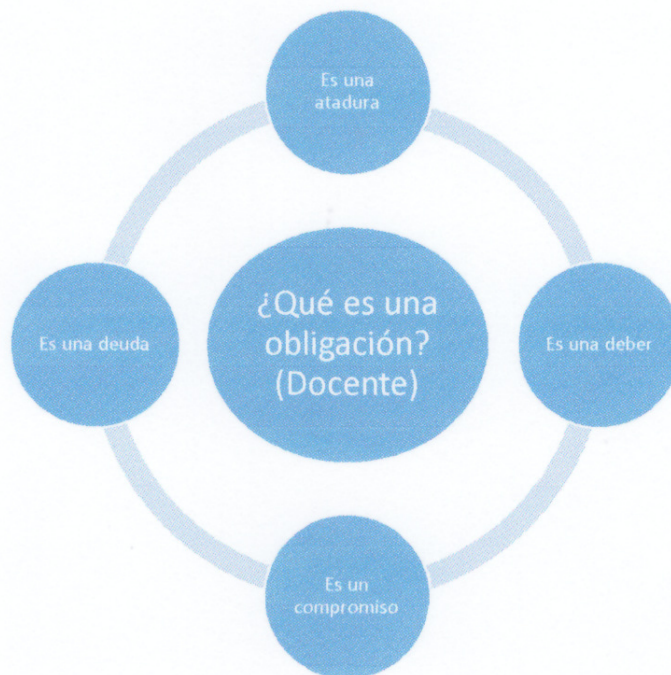 Es una
atadura
¿Qué es una
obligación?
(Docente)
Es una deuda
Es una deber
Es un
compromiso